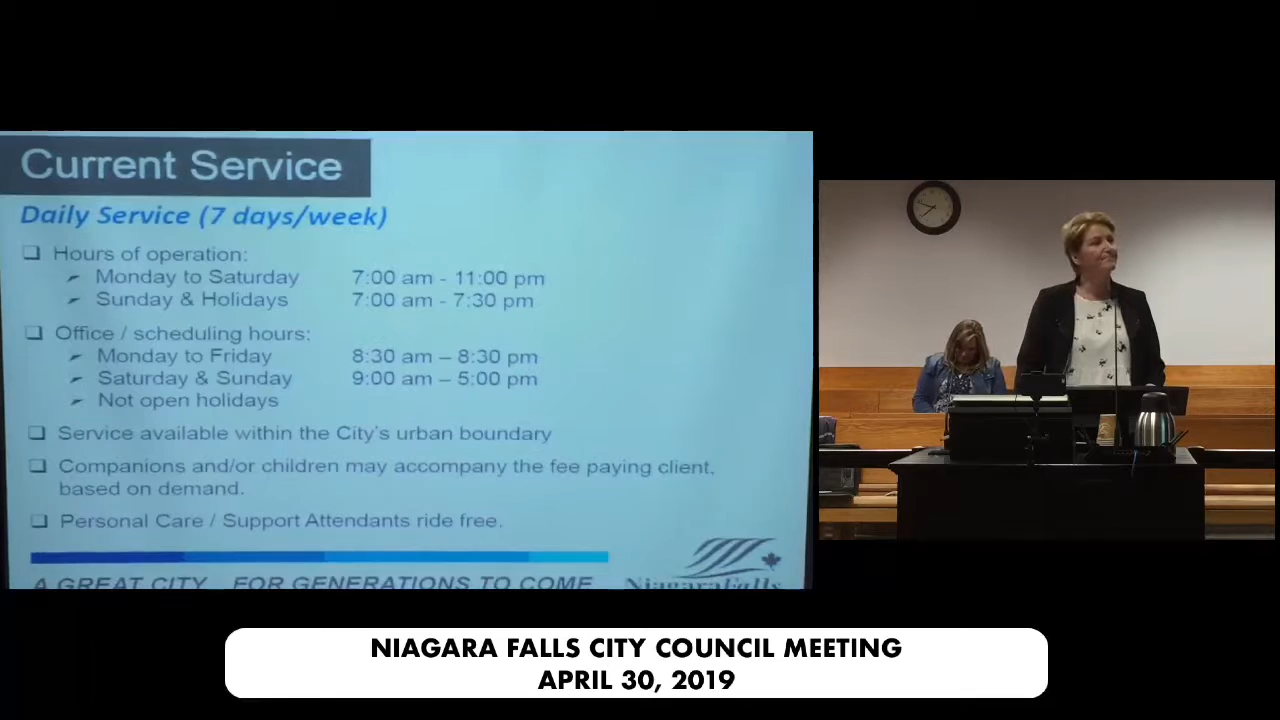 Current Service
Daily Service (7 days/week)
❑ Hours of operation:
➢ Monday to Saturday 7:00 am - 11:00 pm
➢ Sunday & Holidays 7:00 am - 7:30 pm
❑ Office / scheduling hours:
➢ Monday to Friday 8:30 am – 8:30 pm
➢ Saturday & Sunday 9:00 am – 5:00 pm
➢ Not open holidays
❑ Service available within the City's urban boundary
❑ Companions and/or children may accompany the fee paying client,
based on demand.
❑ Personal Care / Support Attendants ride free.
A GREAT CITY... FOR GENERATIONS TO COME
NiagaraFalls
NIAGARA FALLS CITY COUNCIL MEETING
APRIL 30, 2019